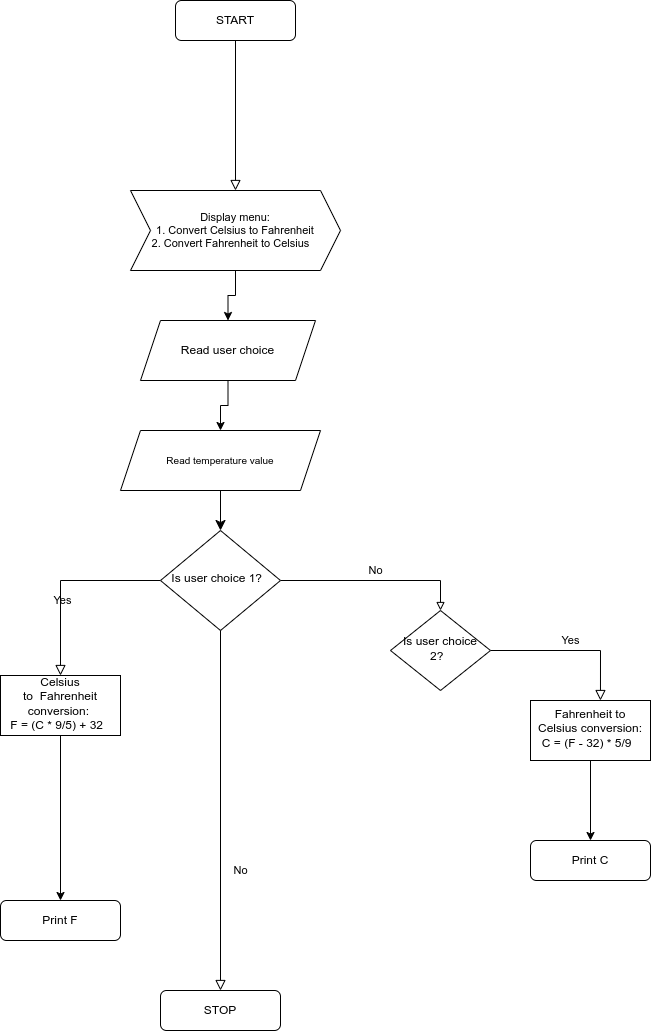 START
Display menu:
1. Convert Celsius to Fahrenheit
2. Convert Fahrenheit to Celsius
Read user choice
Read temperature value
Is user choice 1?
No
Yes
Is user choice
2?
Yes
Celsius
to Fahrenheit
conversion:
F = (C * 9/5) + 32
Fahrenheit to
Celsius conversion:
C = (F - 32) * 5/9
Print C
No
Print F
STOP